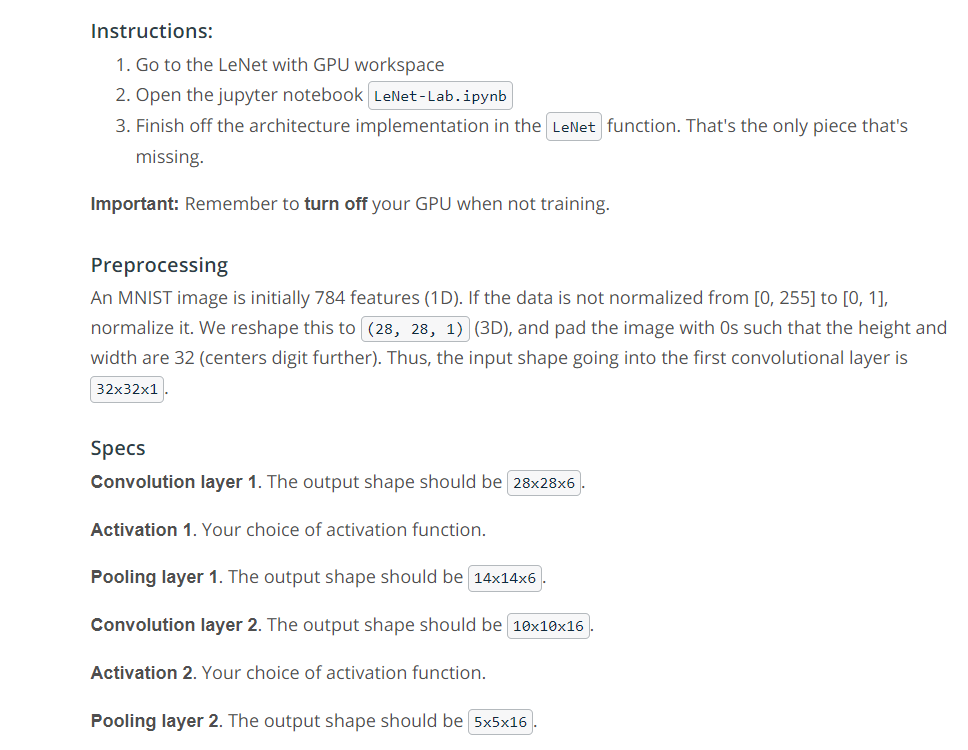 Instructions:
1. Go to the LeNet with GPU workspace
2. Open the jupyter notebook LeNet-Lab.ipynb
3. Finish off the architecture implementation in the LeNet function. That's the only piece that's
missing.
Important: Remember to turn off your GPU when not training.
Preprocessing
An MNIST image is initially 784 features (1D). If the data is not normalized from [0, 255] to [0, 1],
normalize it. We reshape this to (28, 28, 1) (3D), and pad the image with 0s such that the height and
width are 32 (centers digit further). Thus, the input shape going into the first convolutional layer is
32x32x1.
Specs
Convolution layer 1. The output shape should be 28x28x6.
Activation 1. Your choice of activation function.
Pooling layer 1. The output shape should be 14x14x6.
Convolution layer 2. The output shape should be 10x10x16.
Activation 2. Your choice of activation function.
Pooling layer 2. The output shape should be 5x5x16.